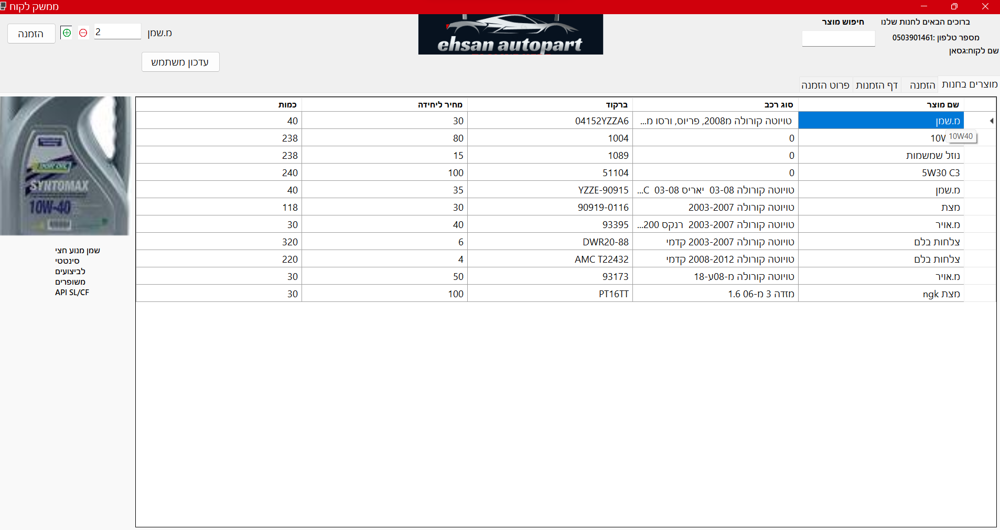 ממשק לקוח
ברוכים הבאים לחנות שלנו
חיפוש מוצר
מספר טלפון :0503901461
שם לקוח:גסאן
ehsan autopart
מ.שמן
2
הזמנה
עדכון משתמש
מוצרים בחנות
הזמנה
דף הזמנות
פרוט הזמנה
שם מוצר סוג רכב ברקוד מחיר ליחידה כמות
מ.שמן טויוטה קורולה מ2008, פריוס, ורסו מ... 04152YZZA6 30 40
10W 0 1004 80 238
10W40
נוזל שמשמות 0 1089 15 238
5W30 C3 0 51104 100 240
מ.שמן טויוטה קורולה 03-08 יאריס 03-08 C... YZZE-90915 35 40
מצת טויוטה קורולה 2003-2007 90919-0116 30 118
מ.אויר טויוטה קורולה 2003-2007 רנקס 200... 93395 40 30
צלחות בלם טויוטה קורולה 2003-2007 קדמי DWR20-88 6 320
צלחות בלם טויוטה קורולה 2008-2012 קדמי AMC T22432 4 220
מ.אויר טויוטה קורולה מ-08ע-18 93173 50 30
מצת ngk מזדה 3 מ-06 1.6 PT16TT 100 30
SYNTOMAX
10W-40
שמן מנוע חצי
סינטטי
לביצועים
משופרים
API SL/CF